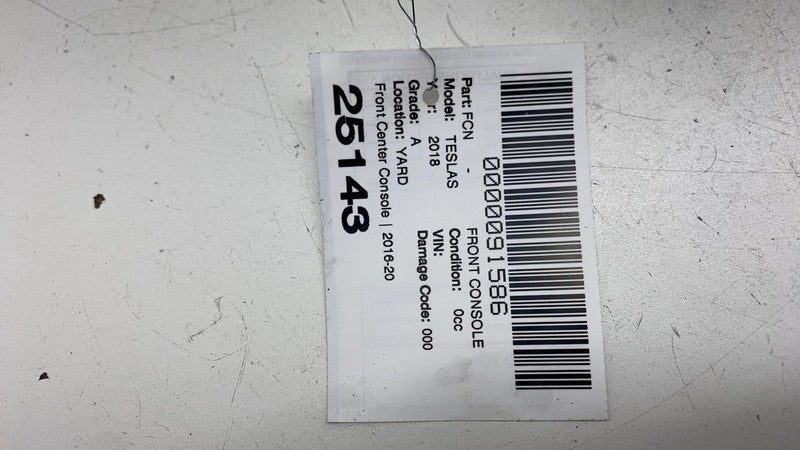 0000091586
Part: FCN - FRONT CONSOLE
Model: TESLAS Condition: 0cc
Year: 2018 VIN:
Grade: A Damage Code: 000
Location: YARD
Front Center Console | 2016-20
25143